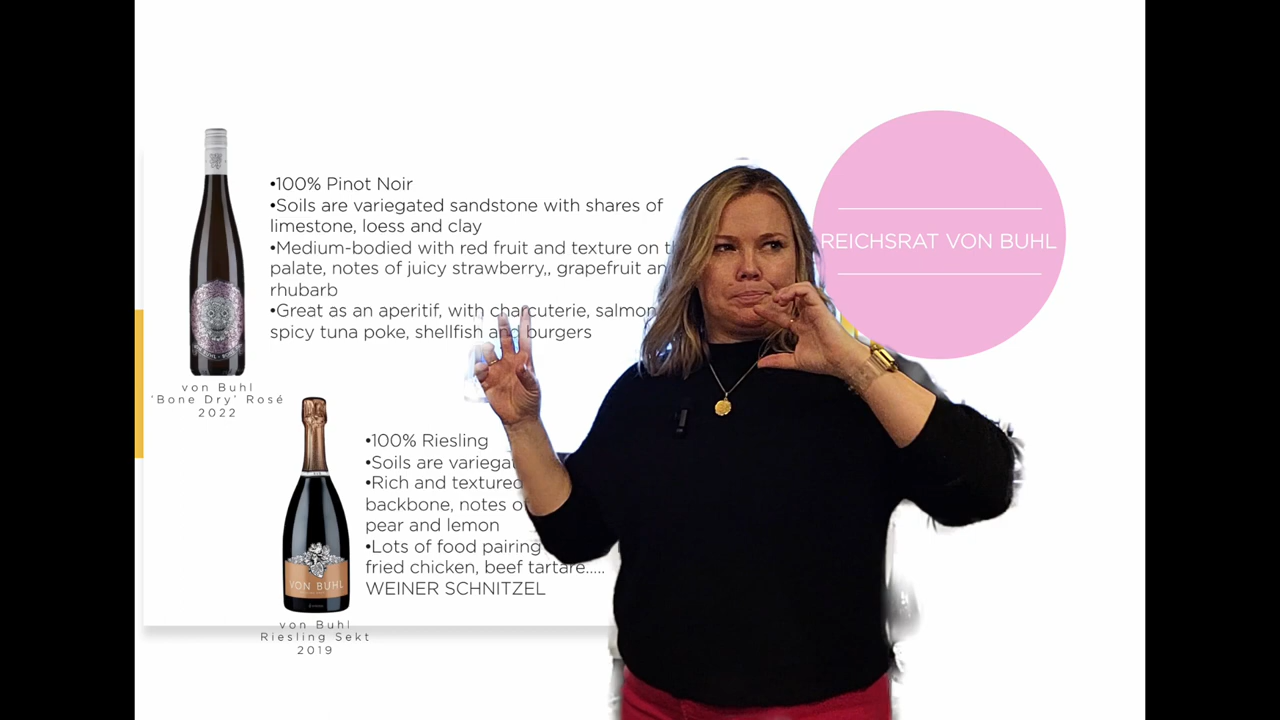 •100% Pinot Noir
•Soils are variegated sandstone with shares of
limestone, loess and clay
•Medium-bodied with red fruit and texture on
palate, notes of juicy strawberry,, grapefruit
rhubarb
•Great as an aperitif, with charcuterie, salmon
spicy tuna poke, shellfish and burgers
von Buhl
'Bone Dry' Rosé
2022
REICHSRAT VON BUHL
•100% Riesling
•Soils are
•Rich and textured
backbone, notes
pear and lemon
•Lots of food pairing
fried chicken, beef tartare.....
WEINER SCHNITZEL
VON BUHL
von Buhl
Riesling Sekt
2019